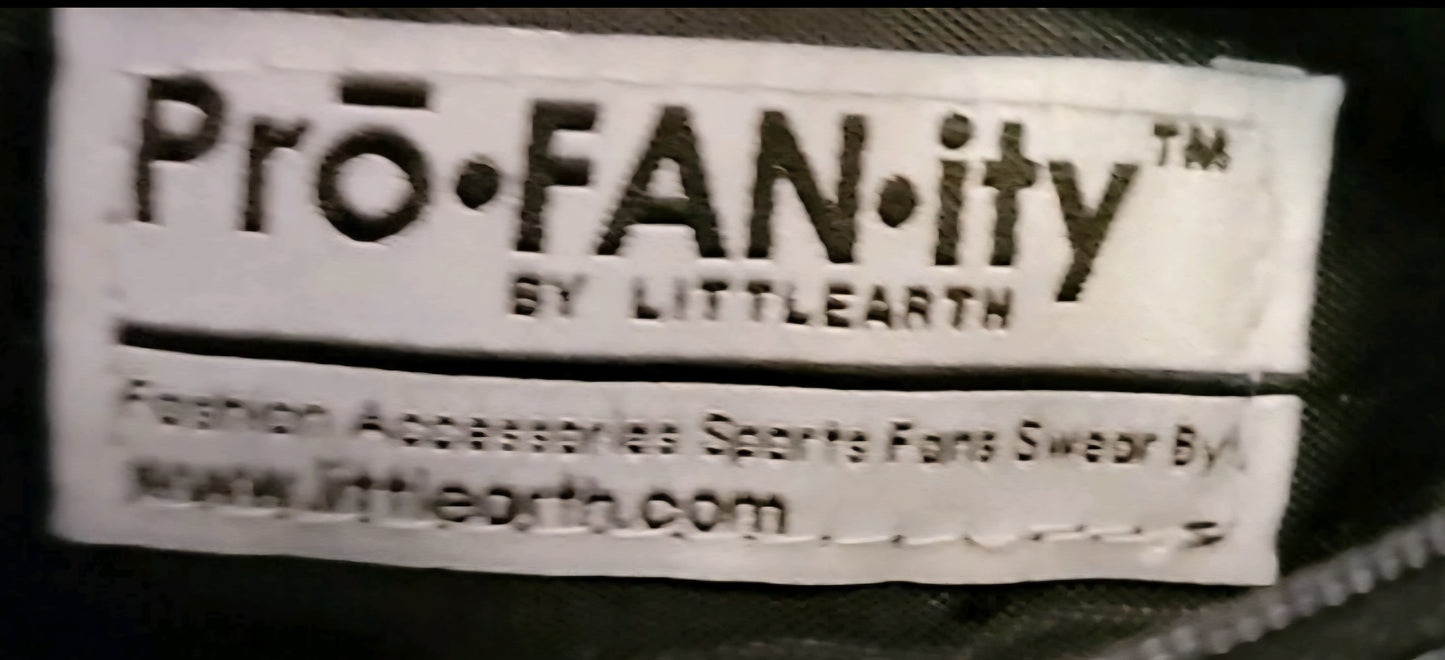 Prō•FAN•ity™
BY LITTLEARTH
Fashion Accessories Sports Fans Swear By!
www.littlearth.com